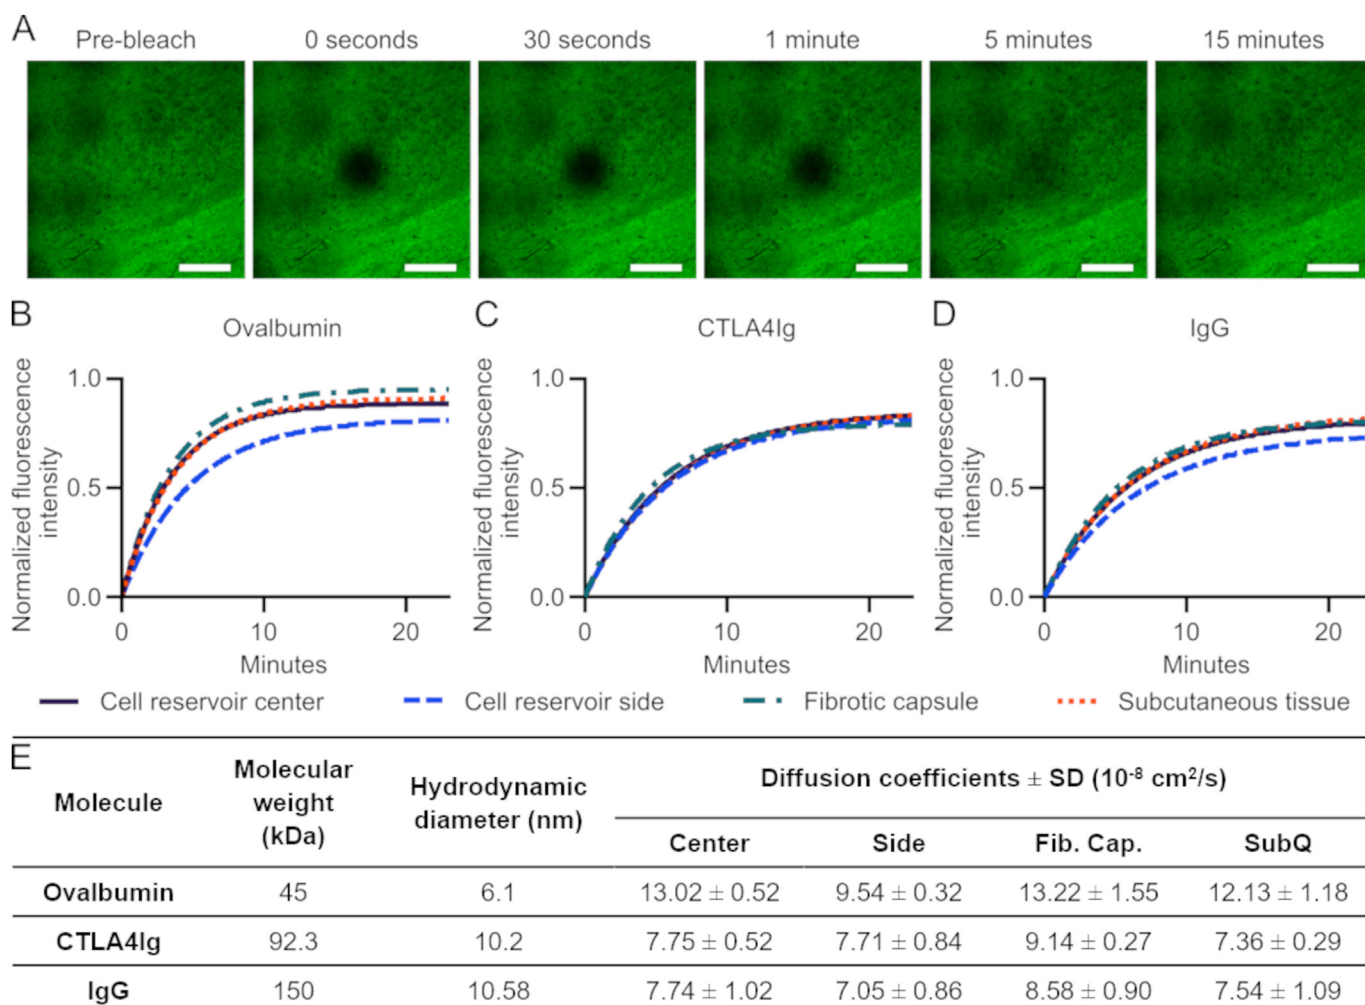 A
Pre-bleach
0 seconds
30 seconds
1 minute
5 minutes
15 minutes
B
Ovalbumin
Normalized fluorescence
intensity
1.0
0.5
0.0
0
10
20
Minutes
C
CTLA4Ig
Normalized fluorescence
intensity
1.0
0.5
0.0
0
10
20
Minutes
D
IgG
Normalized fluorescence
intensity
1.0
0.5
0.0
0
10
20
Minutes
Cell reservoir center
Cell reservoir side
Fibrotic capsule
Subcutaneous tissue
E
Molecule
Molecular
weight
(kDa)
Hydrodynamic
diameter (nm)
Diffusion coefficients ± SD (10⁻⁸ cm²/s)
Center Side Fib. Cap. SubQ
Ovalbumin 45 6.1 13.02 ± 0.52 9.54 ± 0.32 13.22 ± 1.55 12.13 ± 1.18
CTLA4Ig 92.3 10.2 7.75 ± 0.52 7.71 ± 0.84 9.14 ± 0.27 7.36 ± 0.29
IgG 150 10.58 7.74 ± 1.02 7.05 ± 0.86 8.58 ± 0.90 7.54 ± 1.09